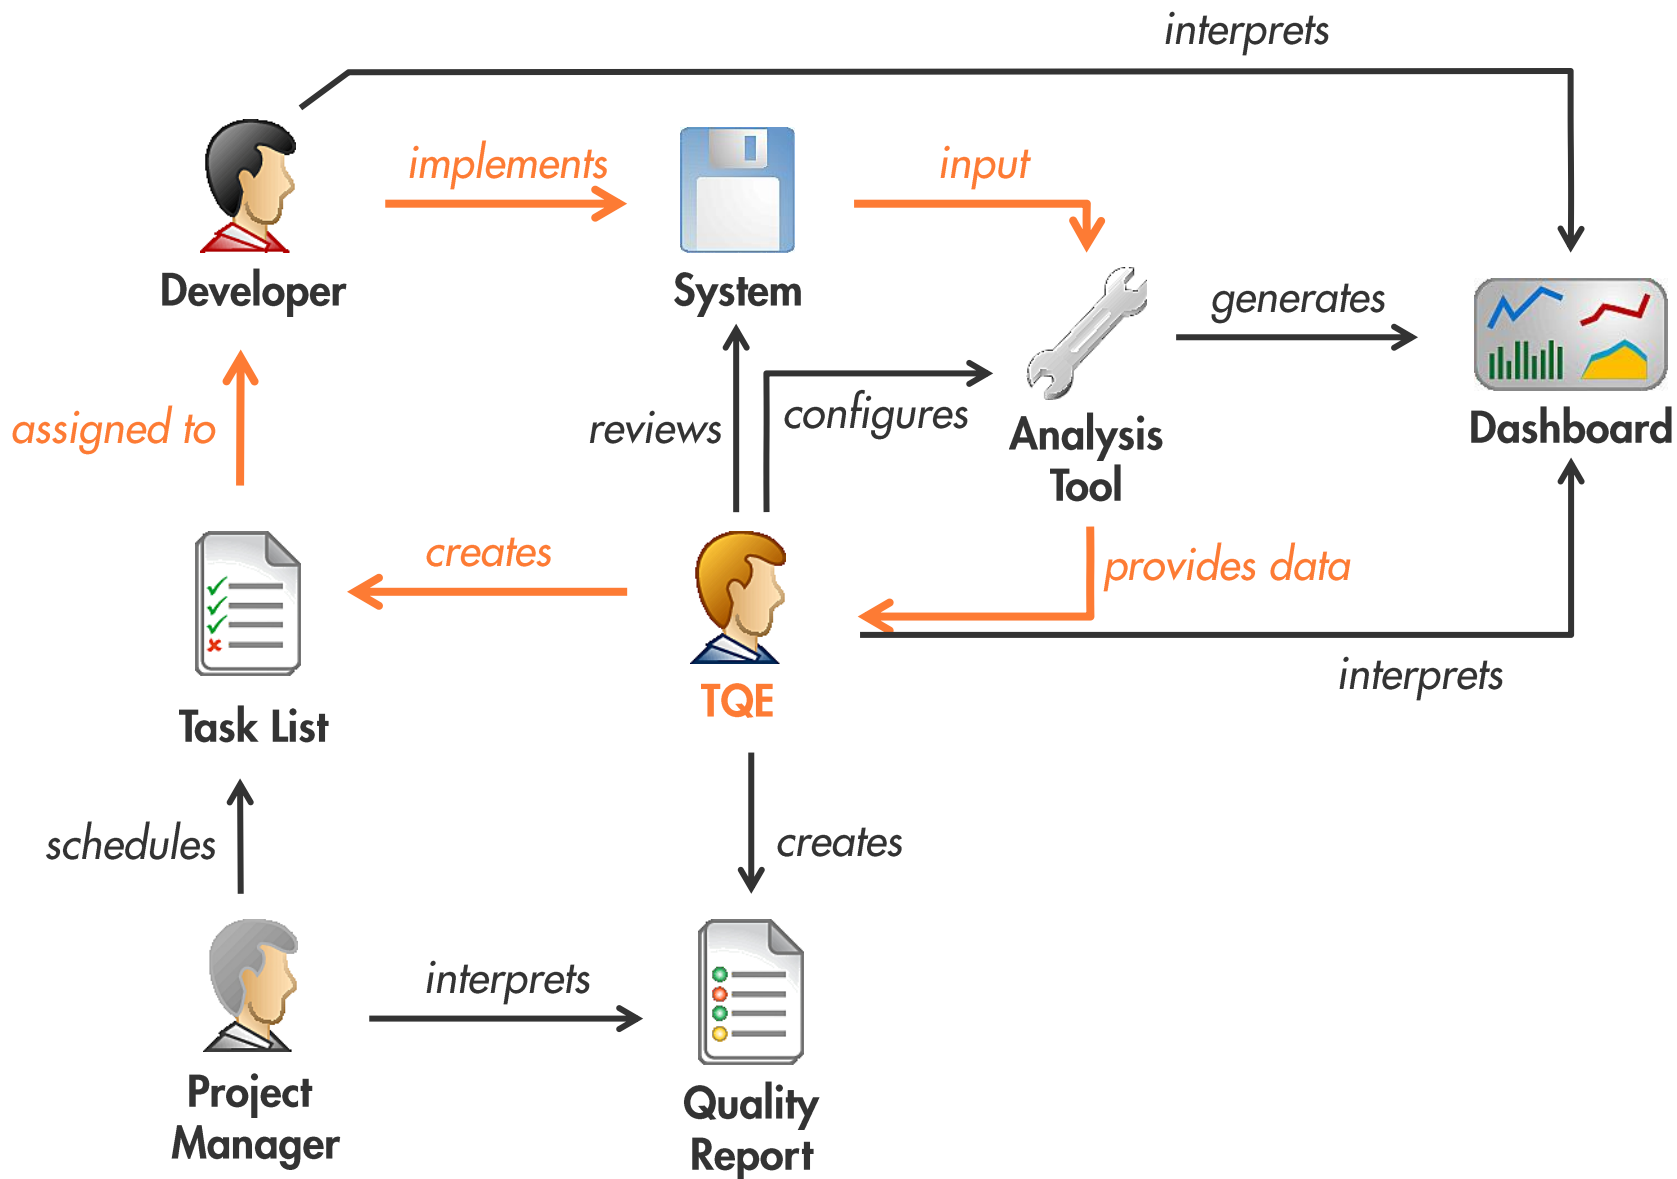 interprets
implements
input
Developer
System
generates
assigned to
reviews
configures
Analysis
Tool
Dashboard
creates
provides data
interprets
TQE
Task List
schedules
creates
interprets
Project
Manager
Quality
Report